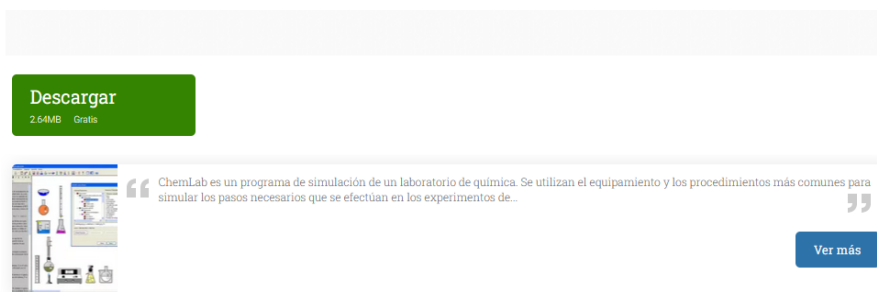 Descargar
2.64MB Gratis
ChemLab es un programa de simulación de un laboratorio de química. Se utilizan el equipamiento y los procedimientos más comunes para
simular los pasos necesarios que se efectúan en los experimentos de...
Ver más